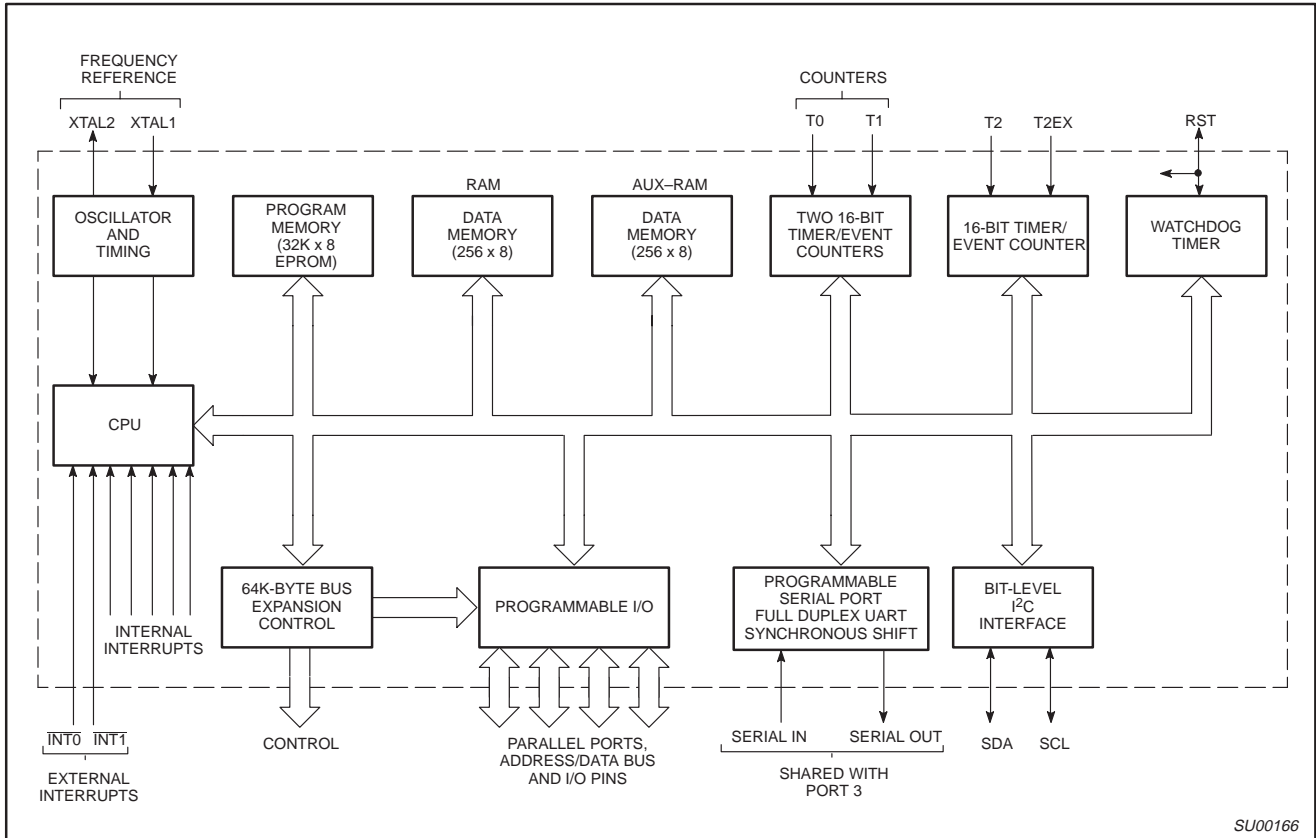 FREQUENCY
REFERENCE
XTAL2 XTAL1
COUNTERS
T0 T1
T2 T2EX
RST
OSCILLATOR
AND
TIMING
PROGRAM
MEMORY
(32K x 8
EPROM)
RAM
DATA
MEMORY
(256 x 8)
AUX–RAM
DATA
MEMORY
(256 x 8)
TWO 16-BIT
TIMER/EVENT
COUNTERS
16-BIT TIMER/
EVENT COUNTER
WATCHDOG
TIMER
CPU
INTERNAL
INTERRUPTS
64K-BYTE BUS
EXPANSION
CONTROL
PROGRAMMABLE I/O
PROGRAMMABLE
SERIAL PORT
FULL DUPLEX UART
SYNCHRONOUS SHIFT
BIT-LEVEL
I²C
INTERFACE
I̅N̅T̅0̅ I̅N̅T̅1̅
EXTERNAL
INTERRUPTS
CONTROL
PARALLEL PORTS,
ADDRESS/DATA BUS
AND I/O PINS
SERIAL IN SERIAL OUT
SHARED WITH
PORT 3
SDA SCL
SU00166